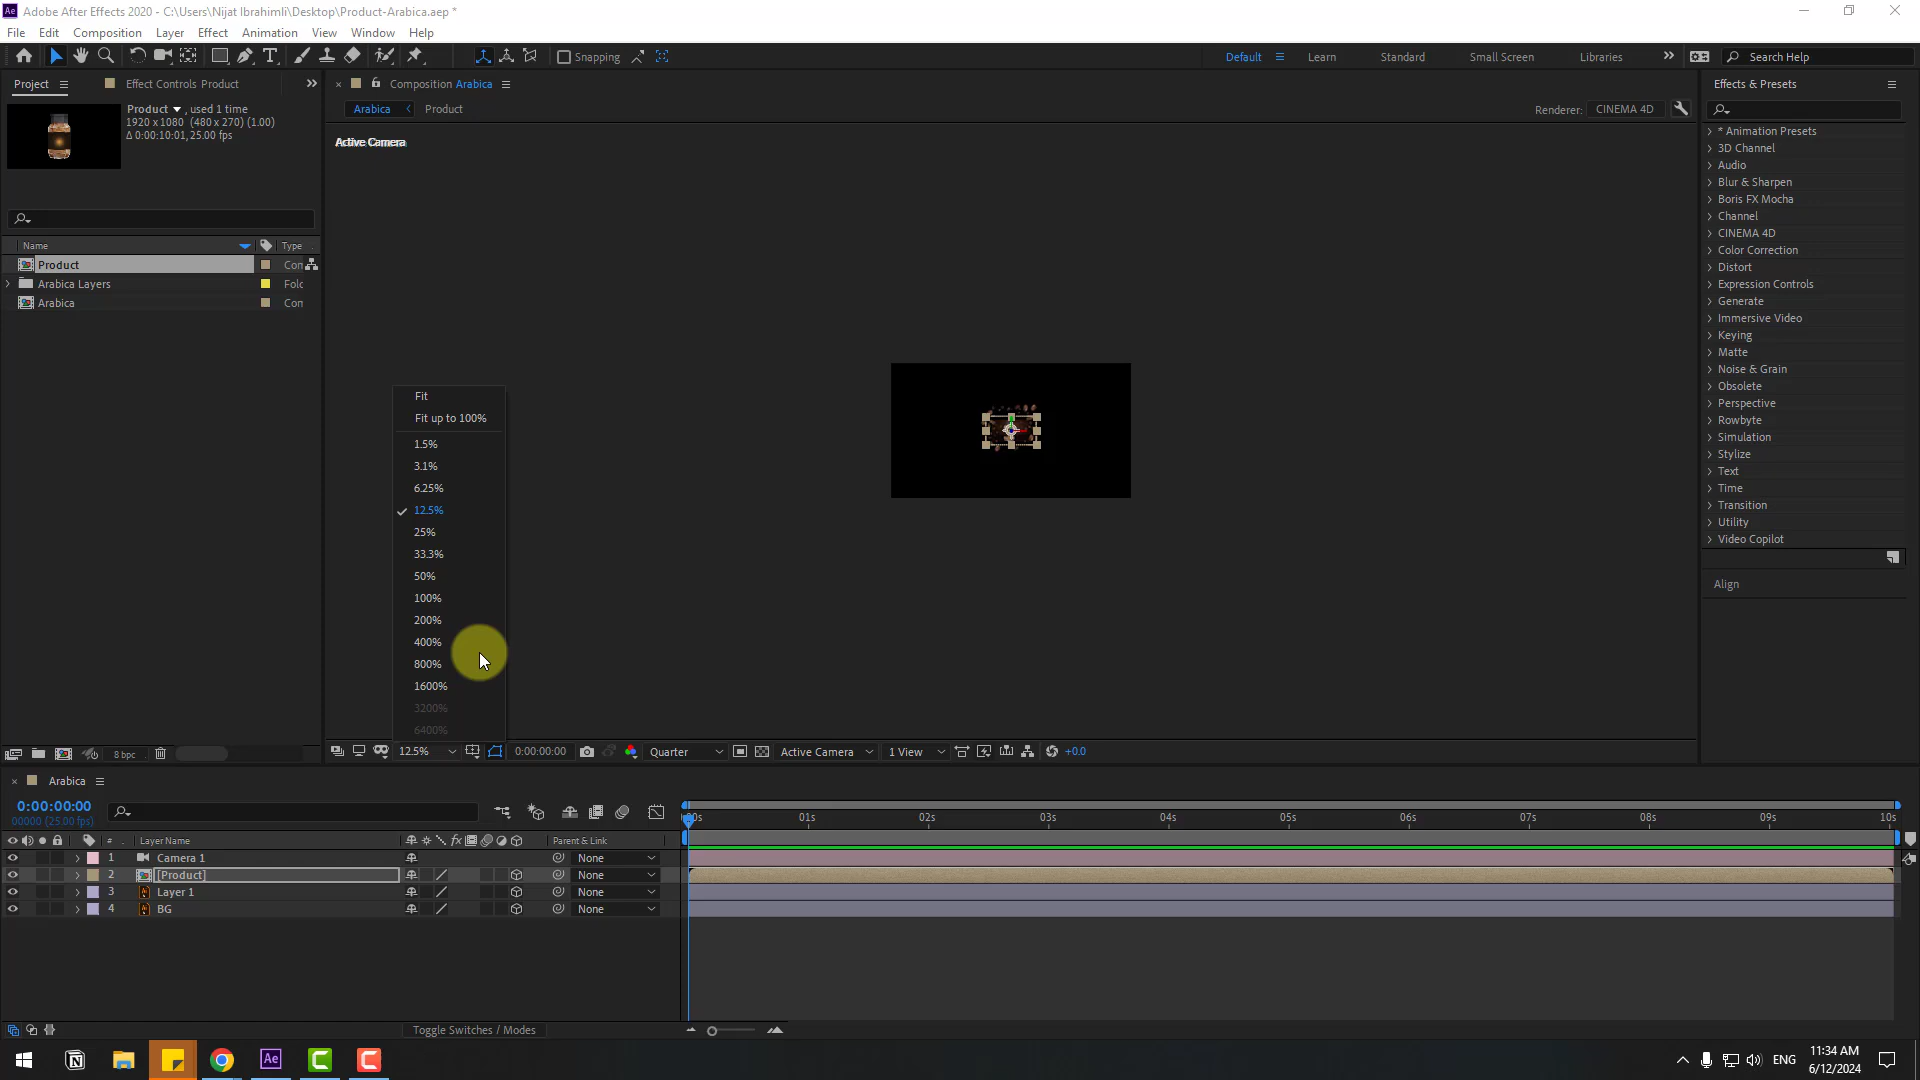 Adobe After Effects 2020 - C:\Users\Nijat Ibrahimli\Desktop\Product-Arabica.aep *
File Edit Composition Layer Effect Animation View Window Help
Snapping Default Learn Standard Small Screen Libraries Search Help
Project Effect Controls Product
Composition Arabica
Effects & Presets
Product , used 1 time
1920 x 1080 (480 x 270) (1.00)
Δ 0:00:10:01, 25.00 fps
Arabica Product
Renderer: CINEMA 4D
Active Camera
Name Type
Product
Arabica Layers
Arabica
* Animation Presets
3D Channel
Audio
Blur & Sharpen
Boris FX Mocha
Channel
CINEMA 4D
Color Correction
Distort
Expression Controls
Generate
Immersive Video
Keying
Matte
Noise & Grain
Obsolete
Perspective
Rowbyte
Simulation
Stylize
Text
Time
Transition
Utility
Video Copilot
Align
Fit
Fit up to 100%
1.5%
3.1%
6.25%
12.5%
25%
33.3%
50%
100%
200%
400%
800%
1600%
3200%
6400%
8 bpc
12.5% 0:00:00:00 Quarter Active Camera 1 View +0.0
Arabica
0:00:00:00
00000 (25.00 fps)
01s 02s 03s 04s 05s 06s 07s 08s 09s 10s
# Layer Name Parent & Link
1 Camera 1 None
2 [Product] None
3 Layer 1 None
4 BG None
Toggle Switches / Modes
ENG
11:34 AM
6/12/2024